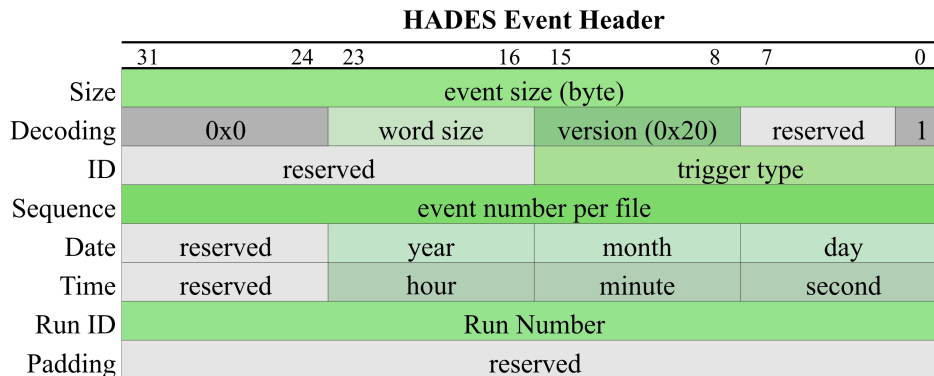 HADES Event Header
31 24 23 16 15 8 7 0
Size event size (byte)
Decoding 0x0 word size version (0x20) reserved 1
ID reserved trigger type
Sequence event number per file
Date reserved year month day
Time reserved hour minute second
Run ID Run Number
Padding reserved